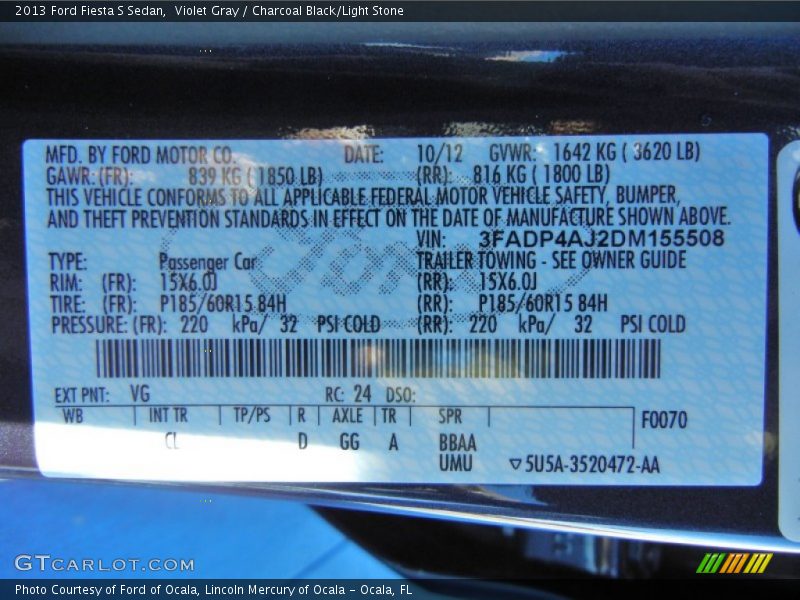 2013 Ford Fiesta S Sedan,  Violet Gray / Charcoal Black/Light Stone
MFD. BY FORD MOTOR CO. DATE: 10/12 GVWR: 1642 KG ( 3620 LB)
GAWR: (FR): 839 KG ( 1850 LB) (RR): 816 KG ( 1800 LB)
THIS VEHICLE CONFORMS TO ALL APPLICABLE FEDERAL MOTOR VEHICLE SAFETY, BUMPER,
AND THEFT PREVENTION STANDARDS IN EFFECT ON THE DATE OF MANUFACTURE SHOWN ABOVE.
VIN: 3FADP4AJ2DM155508
TYPE: Passenger Car TRAILER TOWING - SEE OWNER GUIDE
RIM: (FR): 15X6.0J (RR): 15X6.0J
TIRE: (FR): P185/60R15 84H (RR): P185/60R15 84H
PRESSURE: (FR): 220 kPa/ 32 PSI COLD (RR): 220 kPa/ 32 PSI COLD
EXT PNT: VG RC: 24 DSO:
WB INT TR TP/PS R AXLE TR SPR F0070
CL D GG A BBAA
UMU ▽5U5A-3520472-AA
Ford
GTCARLOT.COM
Photo Courtesy of Ford of Ocala, Lincoln Mercury of Ocala - Ocala, FL